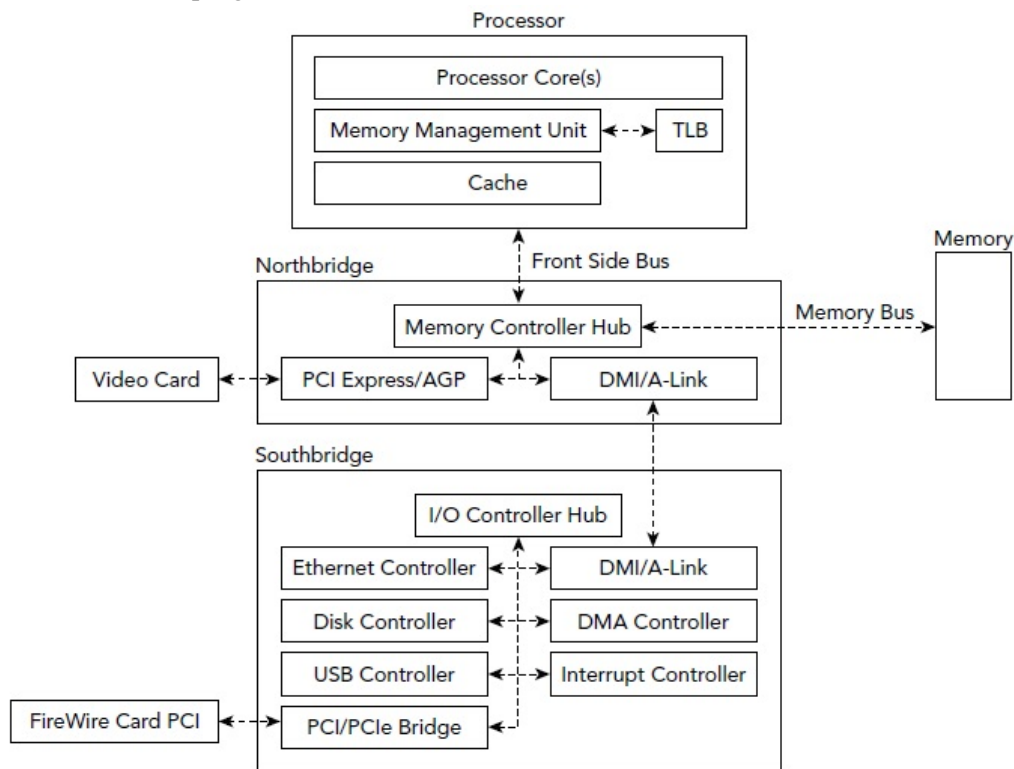 Processor
Processor Core(s)
Memory Management Unit
TLB
Cache
Front Side Bus
Memory
Northbridge
Memory Controller Hub
Memory Bus
Video Card
PCI Express/AGP
DMI/A-Link
Southbridge
I/O Controller Hub
Ethernet Controller
DMI/A-Link
Disk Controller
DMA Controller
USB Controller
Interrupt Controller
FireWire Card PCI
PCI/PCIe Bridge